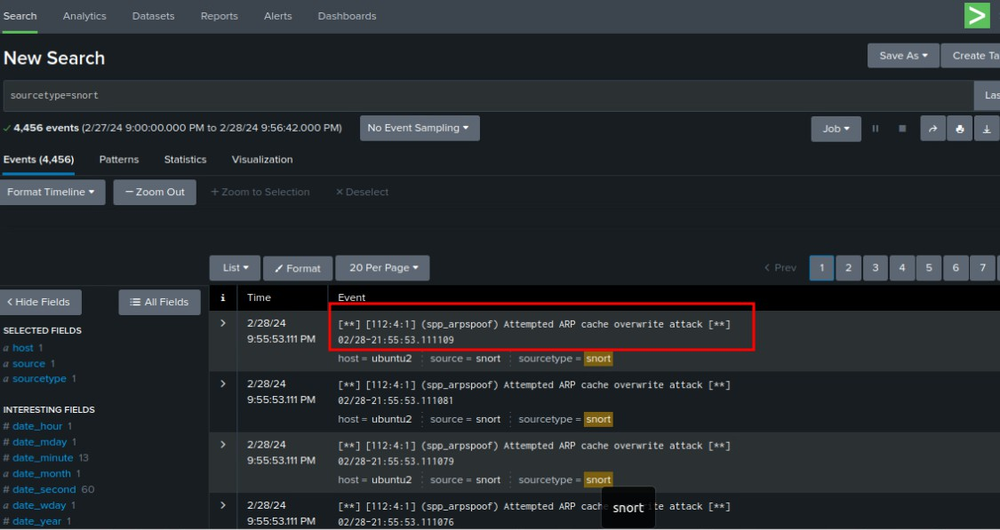 Search Analytics Datasets Reports Alerts Dashboards
New Search
Save As ▾ Create Ta
sourcetype=snort
Las
✓ 4,456 events (2/27/24 9:00:00.000 PM to 2/28/24 9:56:42.000 PM) No Event Sampling ▾ Job ▾
Events (4,456) Patterns Statistics Visualization
Format Timeline ▾ — Zoom Out + Zoom to Selection × Deselect
List ▾ Format 20 Per Page ▾ < Prev 1 2 3 4 5 6 7
< Hide Fields All Fields
SELECTED FIELDS
a host 1
a source 1
a sourcetype 1
INTERESTING FIELDS
# date_hour 1
# date_mday 1
# date_minute 13
a date_month 1
# date_second 60
a date_wday 1
# date_year 1
i Time Event
> 2/28/24 [**] [112:4:1] (spp_arpspoof) Attempted ARP cache overwrite attack [**]
9:55:53.111 PM 02/28-21:55:53.111109
host = ubuntu2 source = snort sourcetype = snort
> 2/28/24 [**] [112:4:1] (spp_arpspoof) Attempted ARP cache overwrite attack [**]
9:55:53.111 PM 02/28-21:55:53.111081
host = ubuntu2 source = snort sourcetype = snort
> 2/28/24 [**] [112:4:1] (spp_arpspoof) Attempted ARP cache overwrite attack [**]
9:55:53.111 PM 02/28-21:55:53.111079
host = ubuntu2 source = snort sourcetype = snort
> 2/28/24 [**] [112:4:1] (spp_arpspoof) Attempted ARP cache te attack [**]
snort
9:55:53.111 PM 02/28-21:55:53.111076